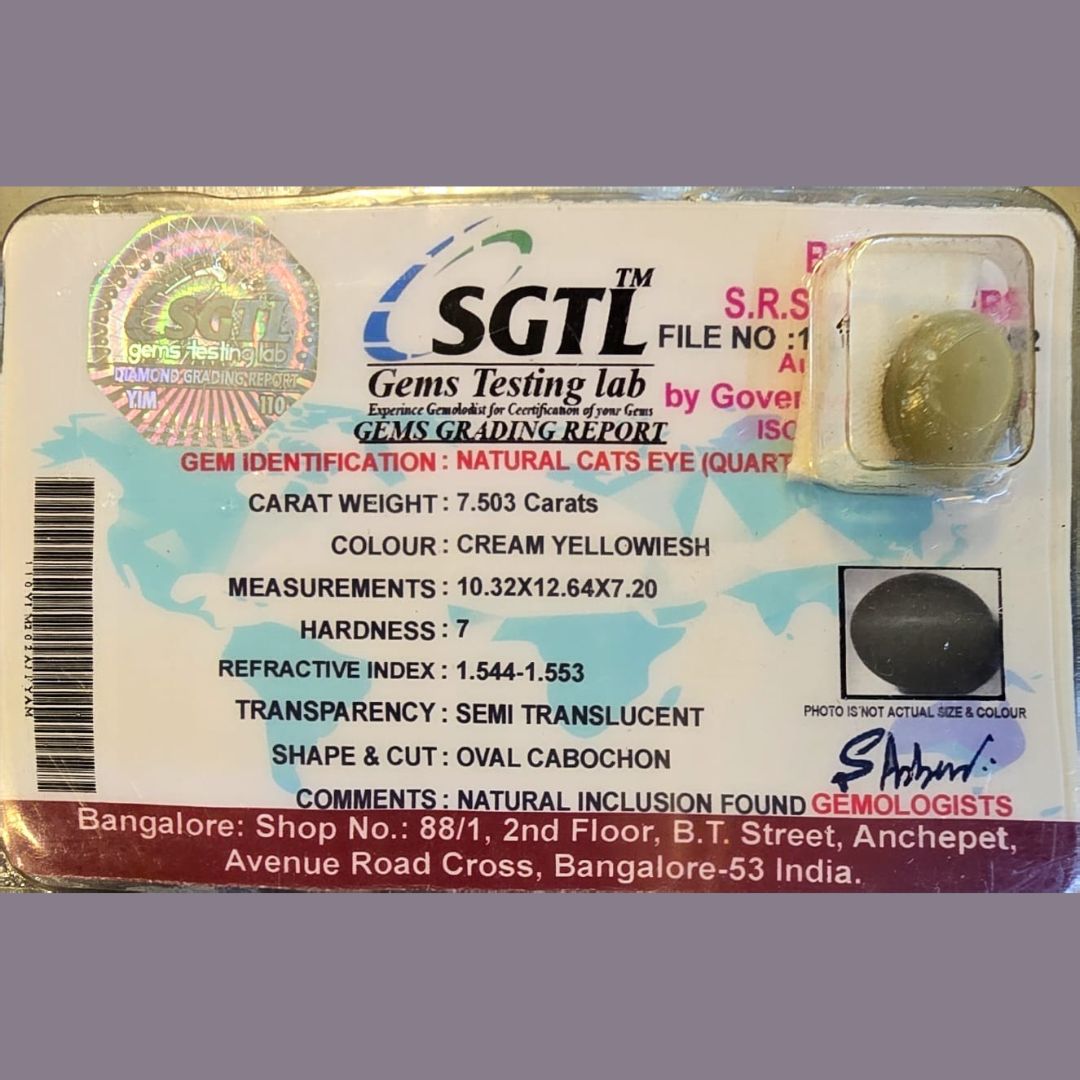 SGTL
gems testing lab
DIAMOND GRADING REPORT
YIM 110
SGTL™
Gems Testing lab
Experince Gemolodist for Ceertification of your Gems
GEMS GRADING REPORT
S.R.S
FILE NO :1
by Gover
ISO
GEM IDENTIFICATION : NATURAL CATS EYE (QUART
CARAT WEIGHT : 7.503 Carats
COLOUR : CREAM YELLOWIESH
MEASUREMENTS : 10.32X12.64X7.20
HARDNESS : 7
REFRACTIVE INDEX : 1.544-1.553
TRANSPARENCY : SEMI TRANSLUCENT
PHOTO IS NOT ACTUAL SIZE & COLOUR
SHAPE & CUT : OVAL CABOCHON
COMMENTS : NATURAL INCLUSION FOUND GEMOLOGISTS
Bangalore: Shop No.: 88/1, 2nd Floor, B.T. Street, Anchepet,
Avenue Road Cross, Bangalore-53 India.